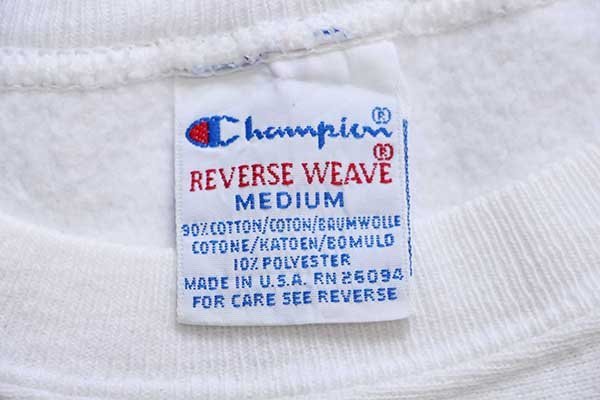 Champion®
REVERSE WEAVE®
MEDIUM
90% COTTON/COTON/BAUMWOLLE
COTONE/KATOEN/BOMULD
10% POLYESTER
MADE IN U.S.A. RN 26094
FOR CARE SEE REVERSE